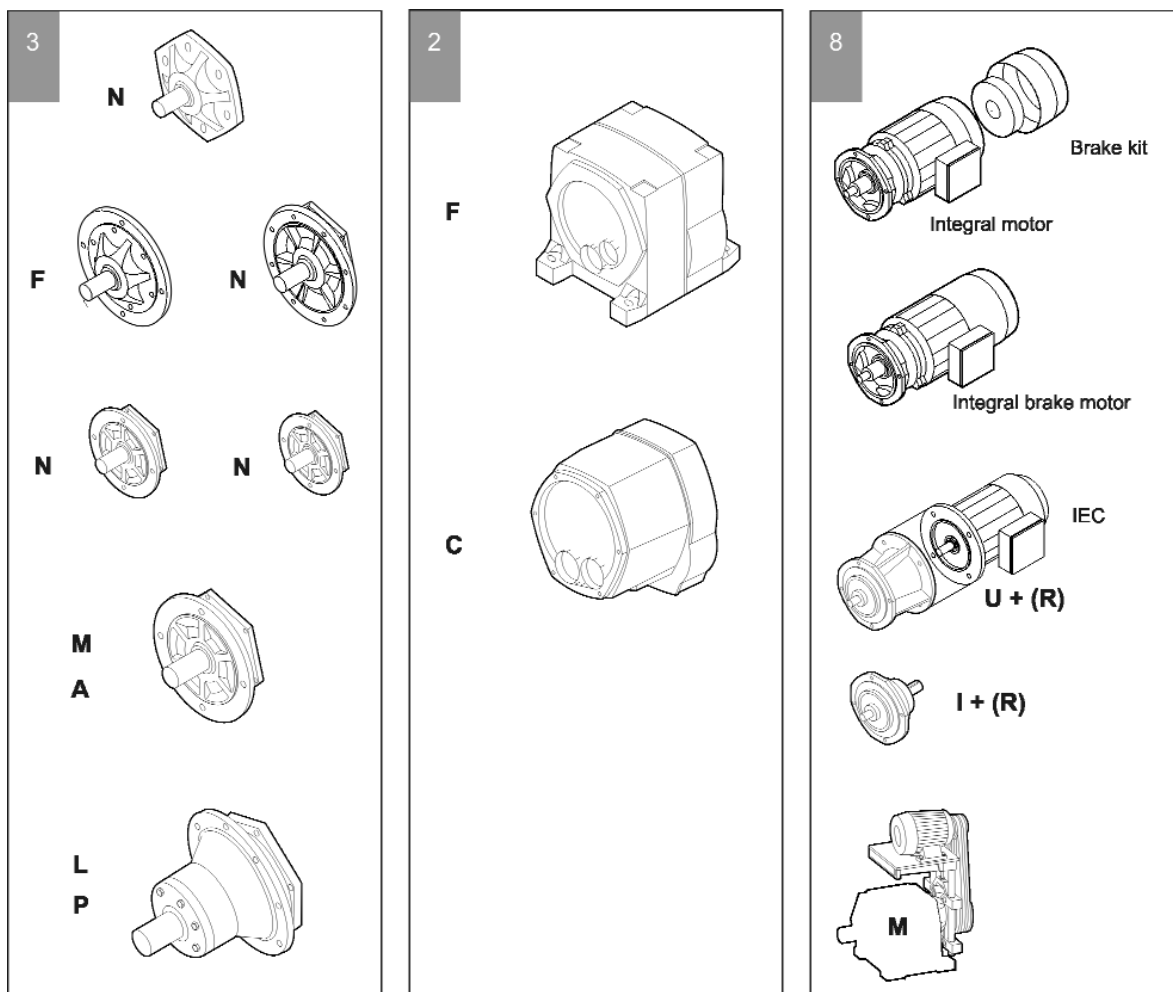 3
N
F N
N N
M
A
L
P
2
F
C
8
Brake kit
Integral motor
Integral brake motor
IEC
U + (R)
I + (R)
M